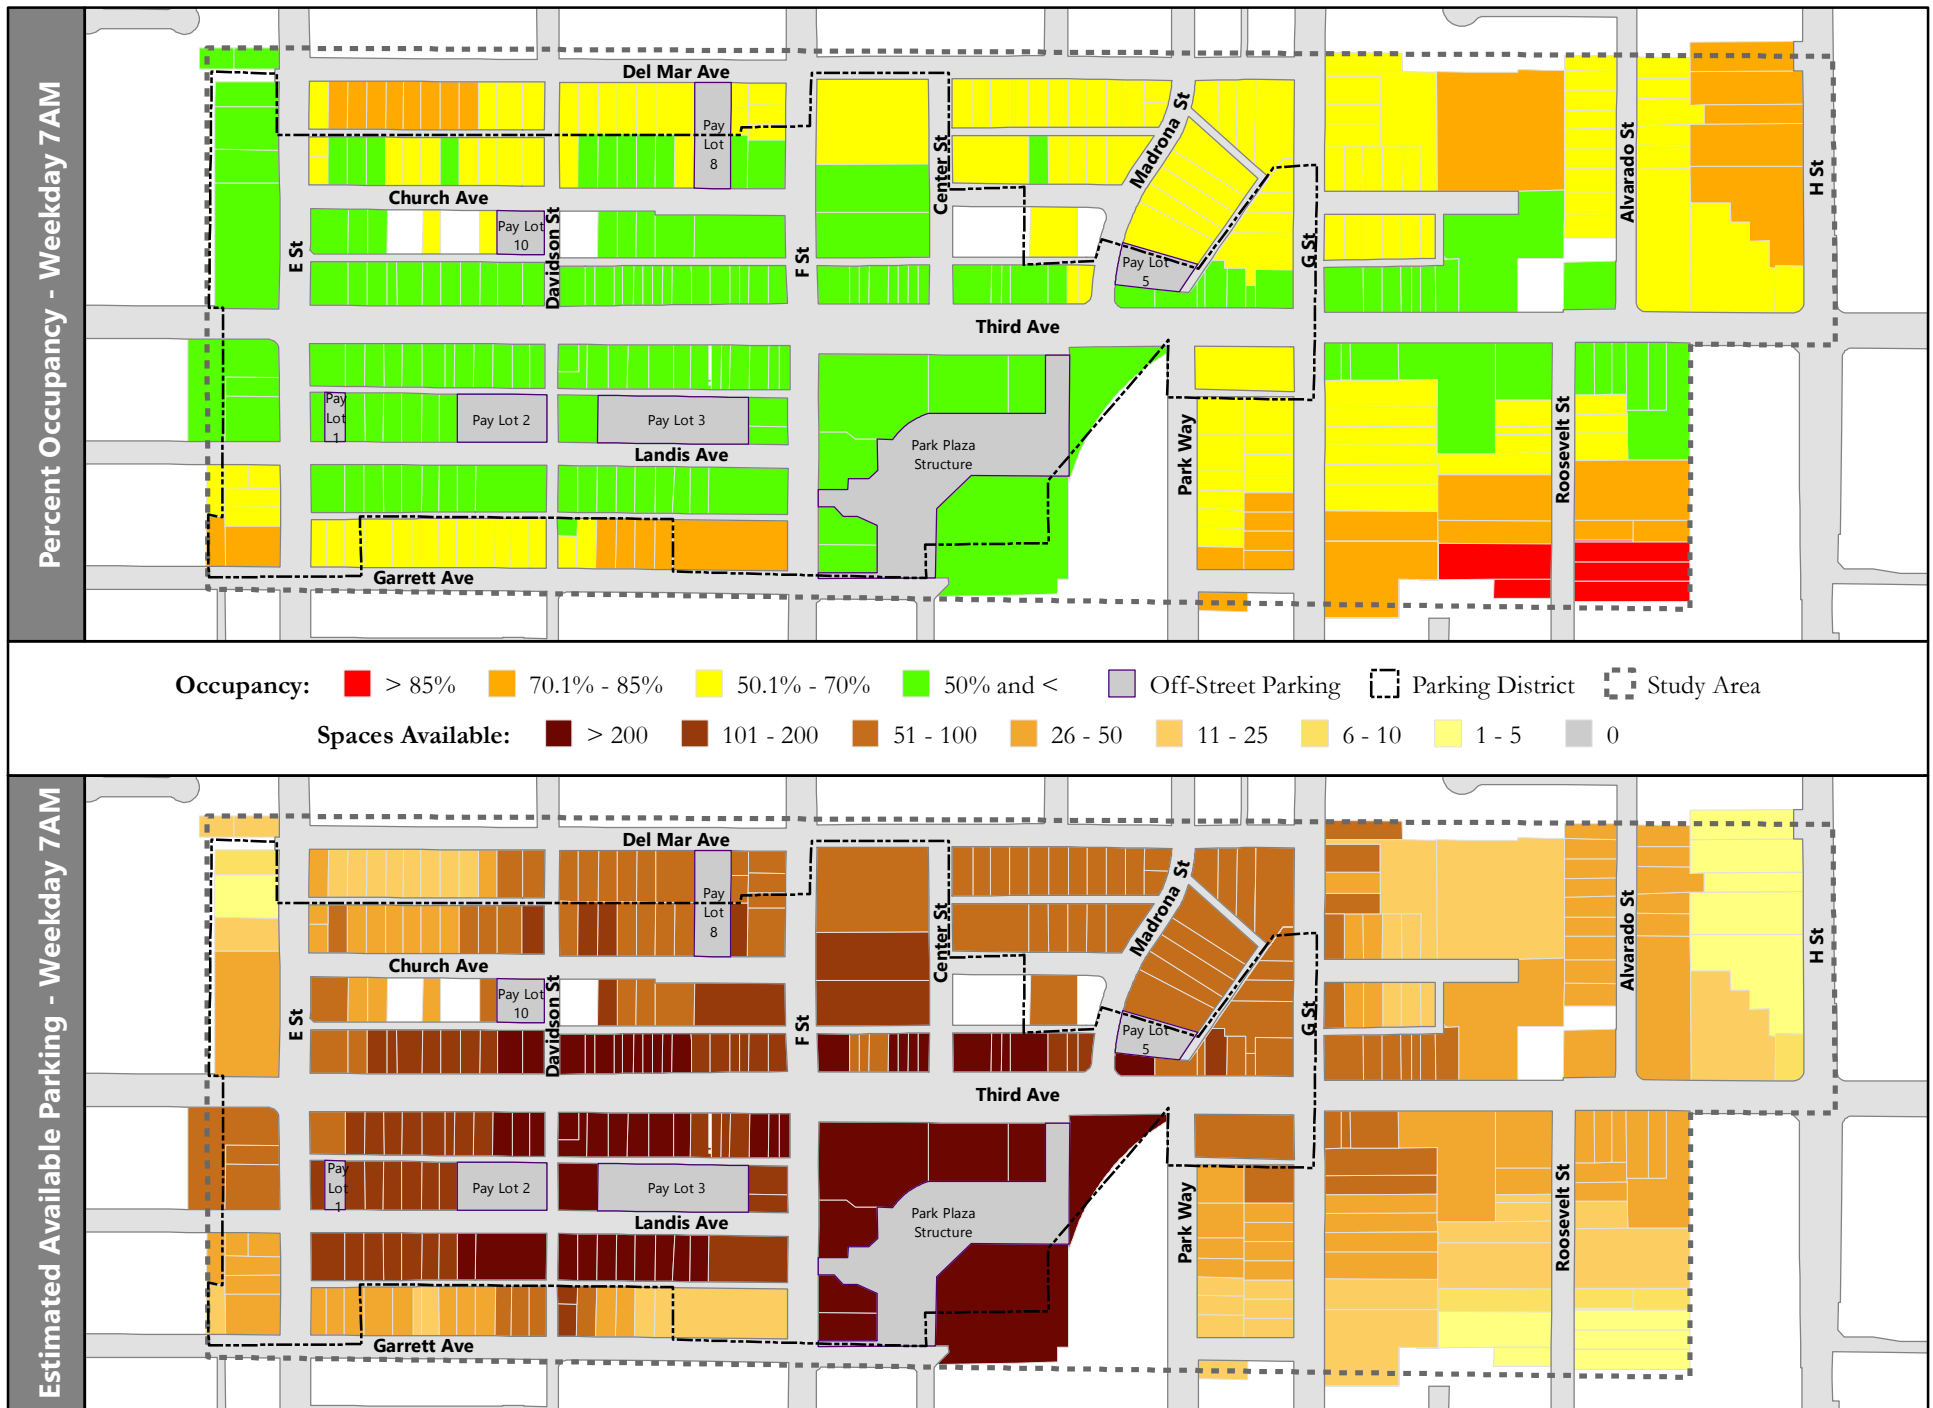 Percent Occupancy - Weekday 7AM
Del Mar Ave
Pay
Lot
8
Madrona St
Center St
Alvarado St
H St
Church Ave
Pay Lot
10
E St
Davidson St
F St
G St
Pay Lot
5
Third Ave
Pay
Lot
1
Pay Lot 2
Pay Lot 3
Park Plaza
Structure
Landis Ave
Park Way
Roosevelt St
Garrett Ave
Occupancy: > 85% 70.1% - 85% 50.1% - 70% 50% and < Off-Street Parking Parking District Study Area
Spaces Available: > 200 101 - 200 51 - 100 26 - 50 11 - 25 6 - 10 1 - 5 0
Estimated Available Parking - Weekday 7AM
Del Mar Ave
Pay
Lot
8
Madrona St
Center St
Alvarado St
H St
Church Ave
Pay Lot
10
E St
Davidson St
F St
G St
Pay Lot
5
Third Ave
Pay
Lot
1
Pay Lot 2
Pay Lot 3
Park Plaza
Structure
Landis Ave
Park Way
Roosevelt St
Garrett Ave